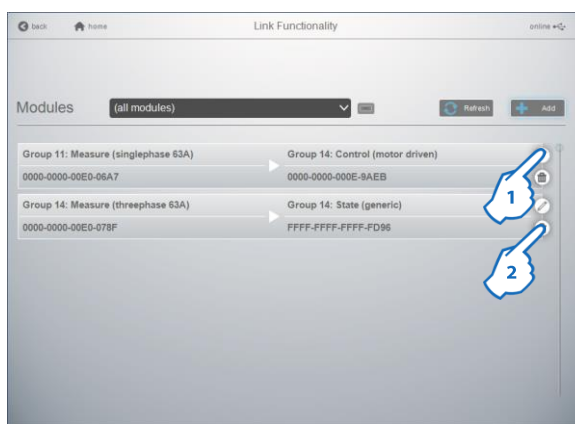 back home Link Functionality online
Modules (all modules) Refresh Add
Group 11: Measure (singlephase 63A) Group 14: Control (motor driven)
0000-0000-00E0-06A7 0000-0000-000E-9AEB
Group 14: Measure (threephase 63A) Group 14: State (generic)
0000-0000-00E0-078F FFFF-FFFF-FFFF-FD96
1
2